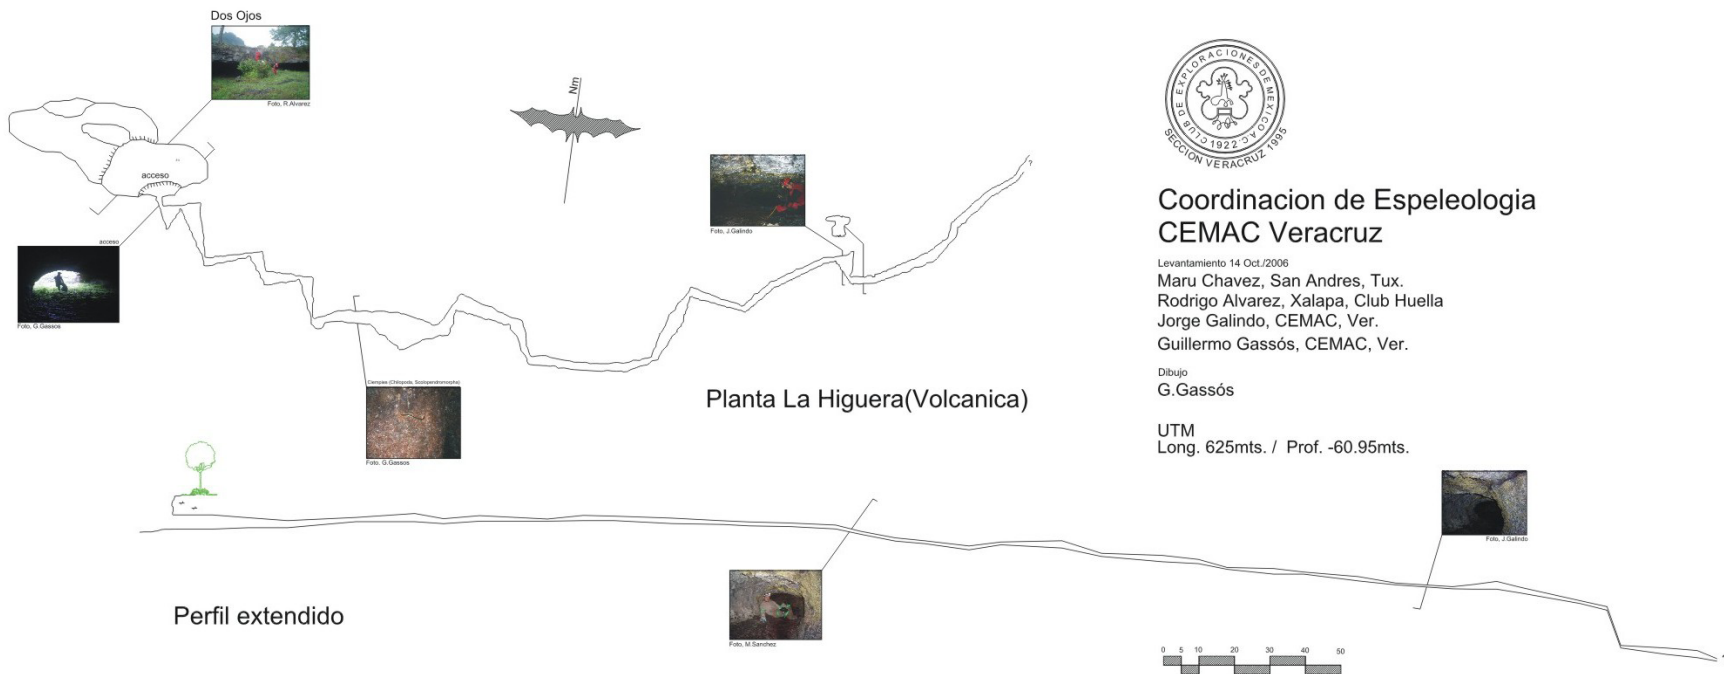 Dos Ojos
Foto, R.Alvarez
Nm
acceso
acceso
Foto, G.Gassos
Foto, J.Galindo
?
Ciempies (Chilopoda, Scolopendromorpha)
Foto, G.Gassos
Planta La Higuera(Volcanica)
CLUB DE EXPLORACIONES DE MEXICO A.C.
1922
SECCION VERACRUZ 1995
Coordinacion de Espeleologia
CEMAC Veracruz
Levantamiento 14 Oct./2006
Maru Chavez, San Andres, Tux.
Rodrigo Alvarez, Xalapa, Club Huella
Jorge Galindo, CEMAC, Ver.
Guillermo Gassós, CEMAC, Ver.
Dibujo
G.Gassós
UTM
Long. 625mts. / Prof. -60.95mts.
Foto, J.Galindo
Perfil extendido
Foto, M.Sanchez
0 5 10 20 30 40 50